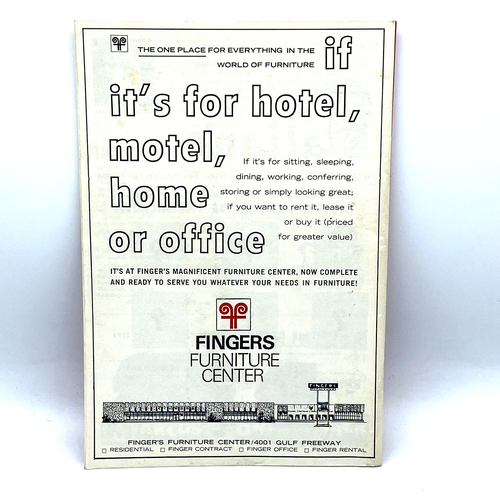 THE ONE PLACE FOR EVERYTHING IN THE
WORLD OF FURNITURE
if
it's for hotel,
motel,
home
or office
If it's for sitting, sleeping,
dining, working, conferring,
storing or simply looking great;
if you want to rent it, lease it
or buy it (priced
for greater value)
IT'S AT FINGER'S MAGNIFICENT FURNITURE CENTER, NOW COMPLETE
AND READY TO SERVE YOU WHATEVER YOUR NEEDS IN FURNITURE!
FINGERS
FURNITURE
CENTER
FINGERS
FINGER'S FURNITURE CENTER/4001 GULF FREEWAY
□ RESIDENTIAL □ FINGER CONTRACT □ FINGER OFFICE □ FINGER RENTAL